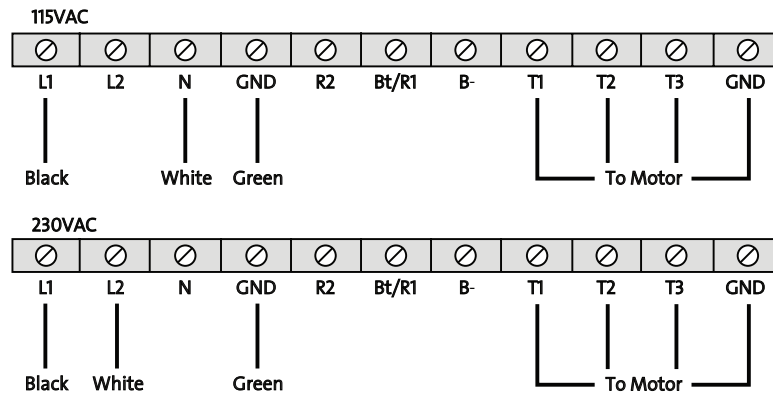 115VAC
L1 L2 N GND R2 Bt/R1 B- T1 T2 T3 GND
Black White Green To Motor
230VAC
L1 L2 N GND R2 Bt/R1 B- T1 T2 T3 GND
Black White Green To Motor